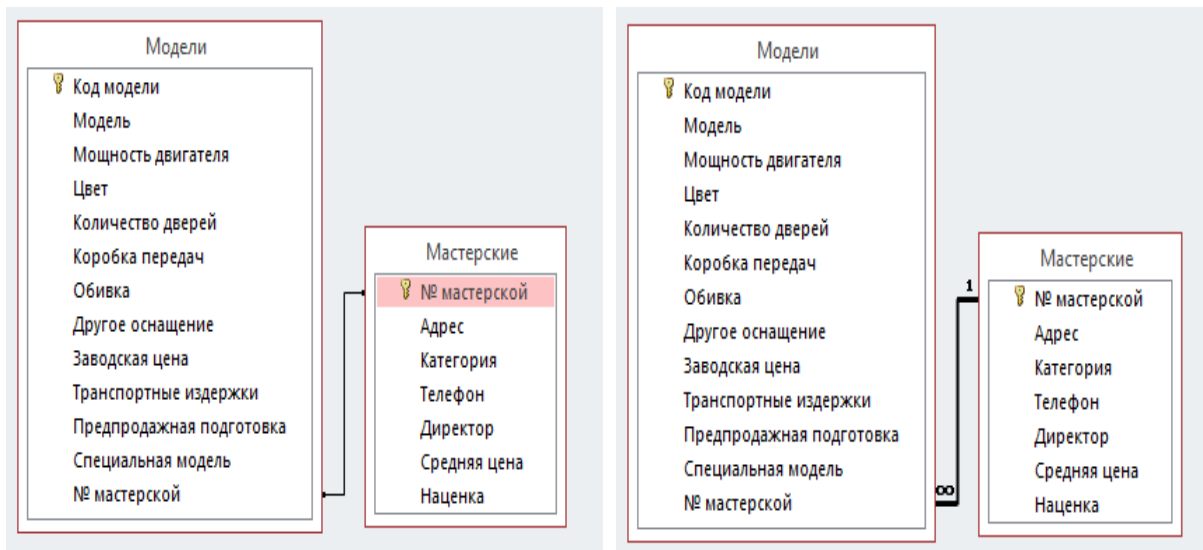 Модели
Код модели
Модель
Мощность двигателя
Цвет
Количество дверей
Коробка передач
Обивка
Другое оснащение
Заводская цена
Транспортные издержки
Предпродажная подготовка
Специальная модель
№ мастерской
Мастерские
№ мастерской
Адрес
Категория
Телефон
Директор
Средняя цена
Наценка
Модели
Код модели
Модель
Мощность двигателя
Цвет
Количество дверей
Коробка передач
Обивка
Другое оснащение
Заводская цена
Транспортные издержки
Предпродажная подготовка
Специальная модель
№ мастерской
1
∞
Мастерские
№ мастерской
Адрес
Категория
Телефон
Директор
Средняя цена
Наценка